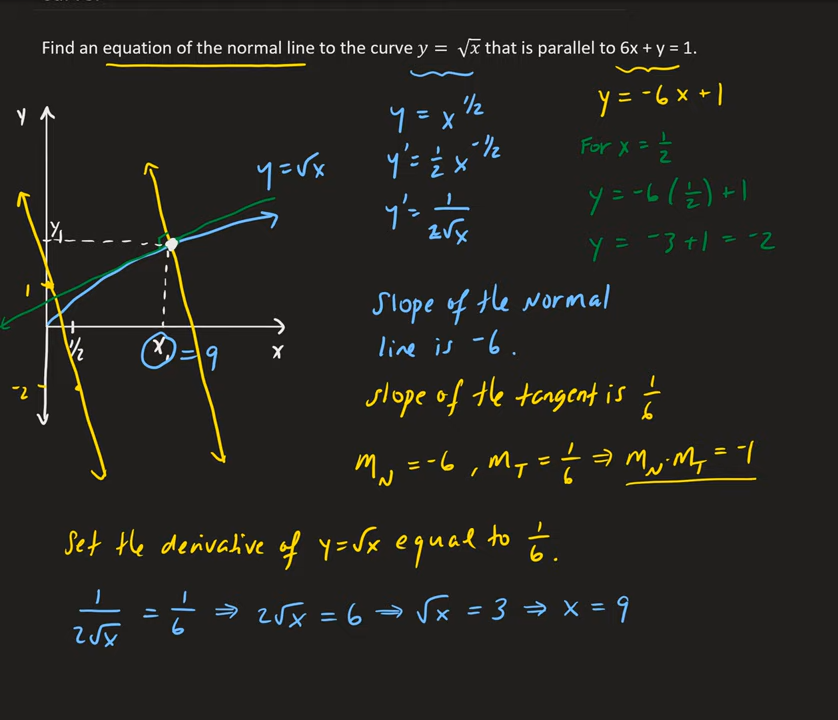 Find an equation of the normal line to the curve y = √x that is parallel to 6x + y = 1.
y = -6x + 1
y = x^1/2
y' = 1/2 x^-1/2
y' = 1/(2√x)
For x = 1/2
y = -6(1/2) + 1
y = -3 + 1 = -2
y
y = √x
y₁
1
1/2
x₁ = 9
x
-2
Slope of the Normal
line is -6.
Slope of the tangent is 1/6
m_N = -6, m_T = 1/6 ⇒ m_N · m_T = -1
Set the derivative of y = √x equal to 1/6.
1/(2√x) = 1/6 ⇒ 2√x = 6 ⇒ √x = 3 ⇒ x = 9